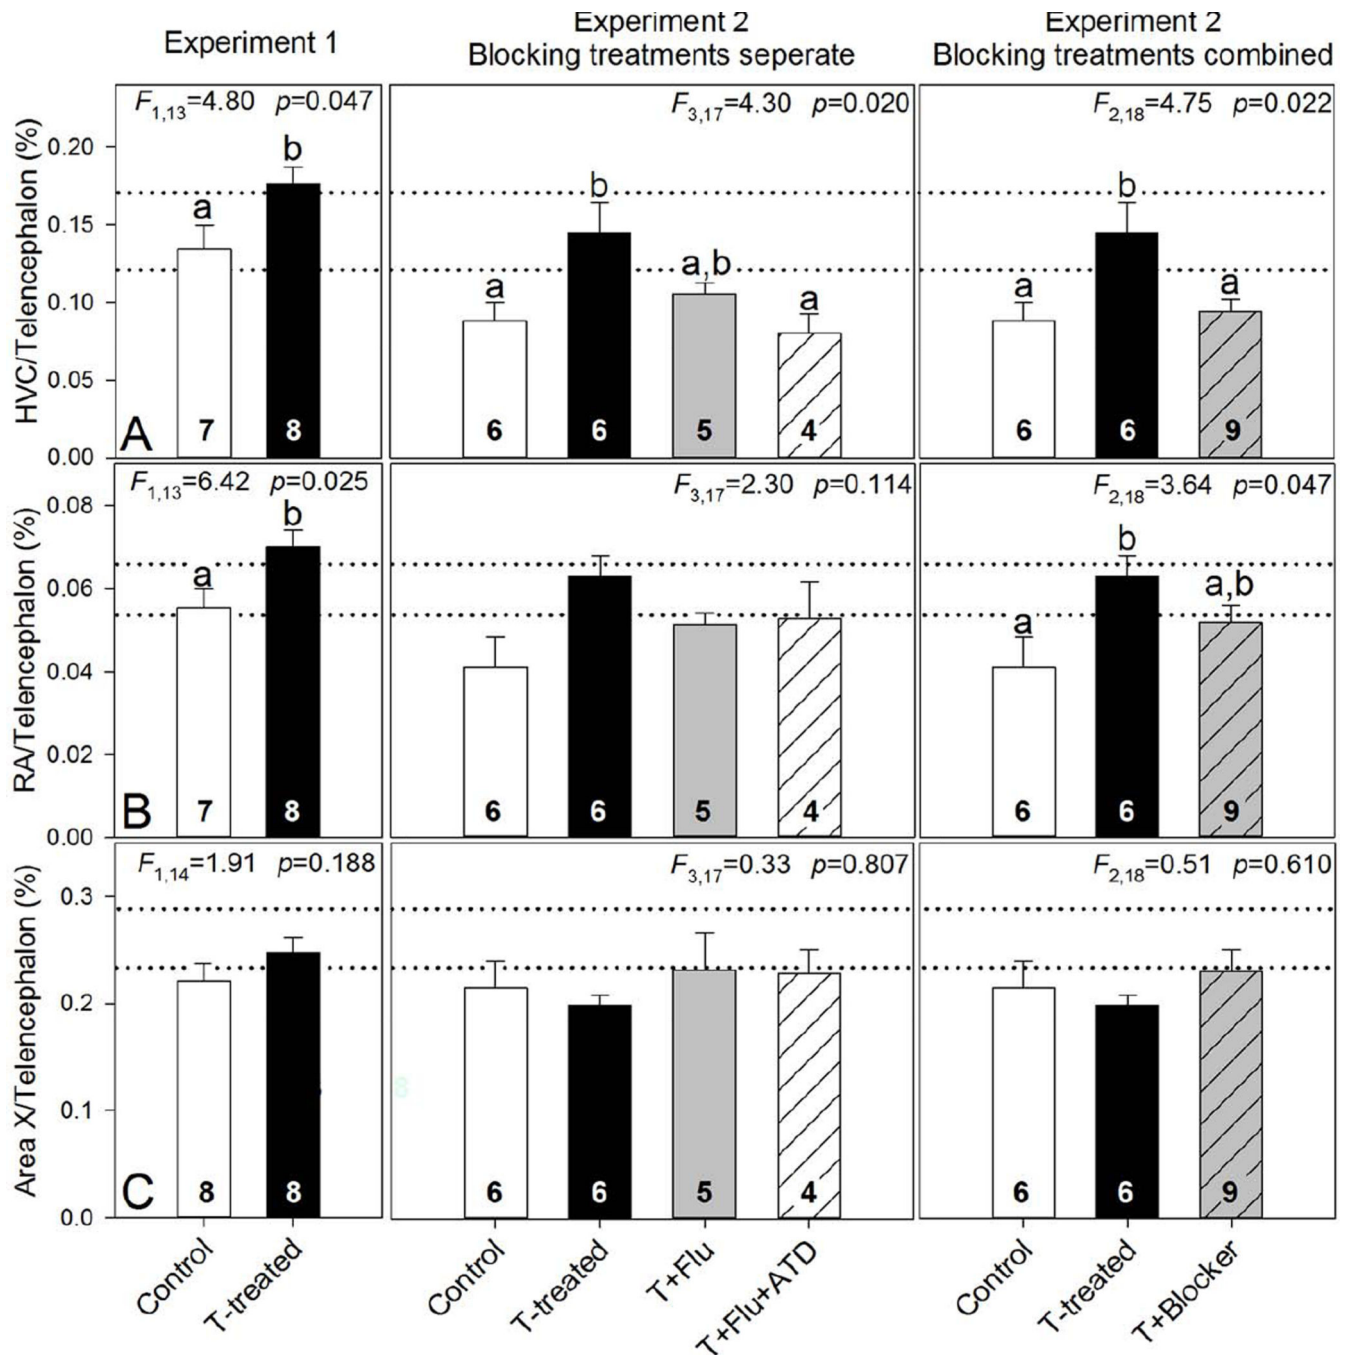 Experiment 1
Experiment 2
Blocking treatments seperate
Experiment 2
Blocking treatments combined
HVC/Telencephalon (%)
0.20
0.15
0.10
0.05
0.00
A
F1,13=4.80 p=0.047
a
b
7
8
F3,17=4.30 p=0.020
a
b
a,b
a
6
6
5
4
F2,18=4.75 p=0.022
a
b
a
6
6
9
RA/Telencephalon (%)
0.08
0.06
0.04
0.02
0.00
B
F1,13=6.42 p=0.025
a
b
7
8
F3,17=2.30 p=0.114
6
6
5
4
F2,18=3.64 p=0.047
a
b
a,b
6
6
9
Area X/Telencephalon (%)
0.3
0.2
0.1
0.0
C
F1,14=1.91 p=0.188
8
8
F3,17=0.33 p=0.807
8
6
6
5
4
F2,18=0.51 p=0.610
6
6
9
Control
T-treated
Control
T-treated
T+Flu
T+Flu+ATD
Control
T-treated
T+Blocker